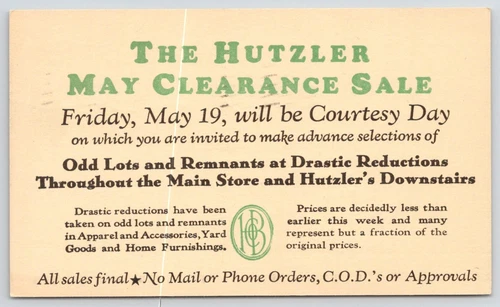 The Hutzler
May Clearance Sale
Friday, May 19, will be Courtesy Day
on which you are invited to make advance selections of
Odd Lots and Remnants at Drastic Reductions
Throughout the Main Store and Hutzler's Downstairs
Drastic reductions have been
taken on odd lots and remnants
in Apparel and Accessories, Yard
Goods and Home Furnishings.
Prices are decidedly less than
earlier this week and many
represent but a fraction of the
original prices.
All sales final ★ No Mail or Phone Orders, C.O.D.'s or Approvals